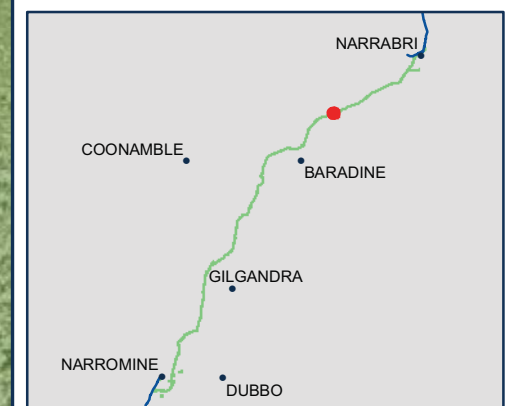 NARRABRI
COONAMBLE
BARADINE
GILGANDRA
NARROMINE
DUBBO